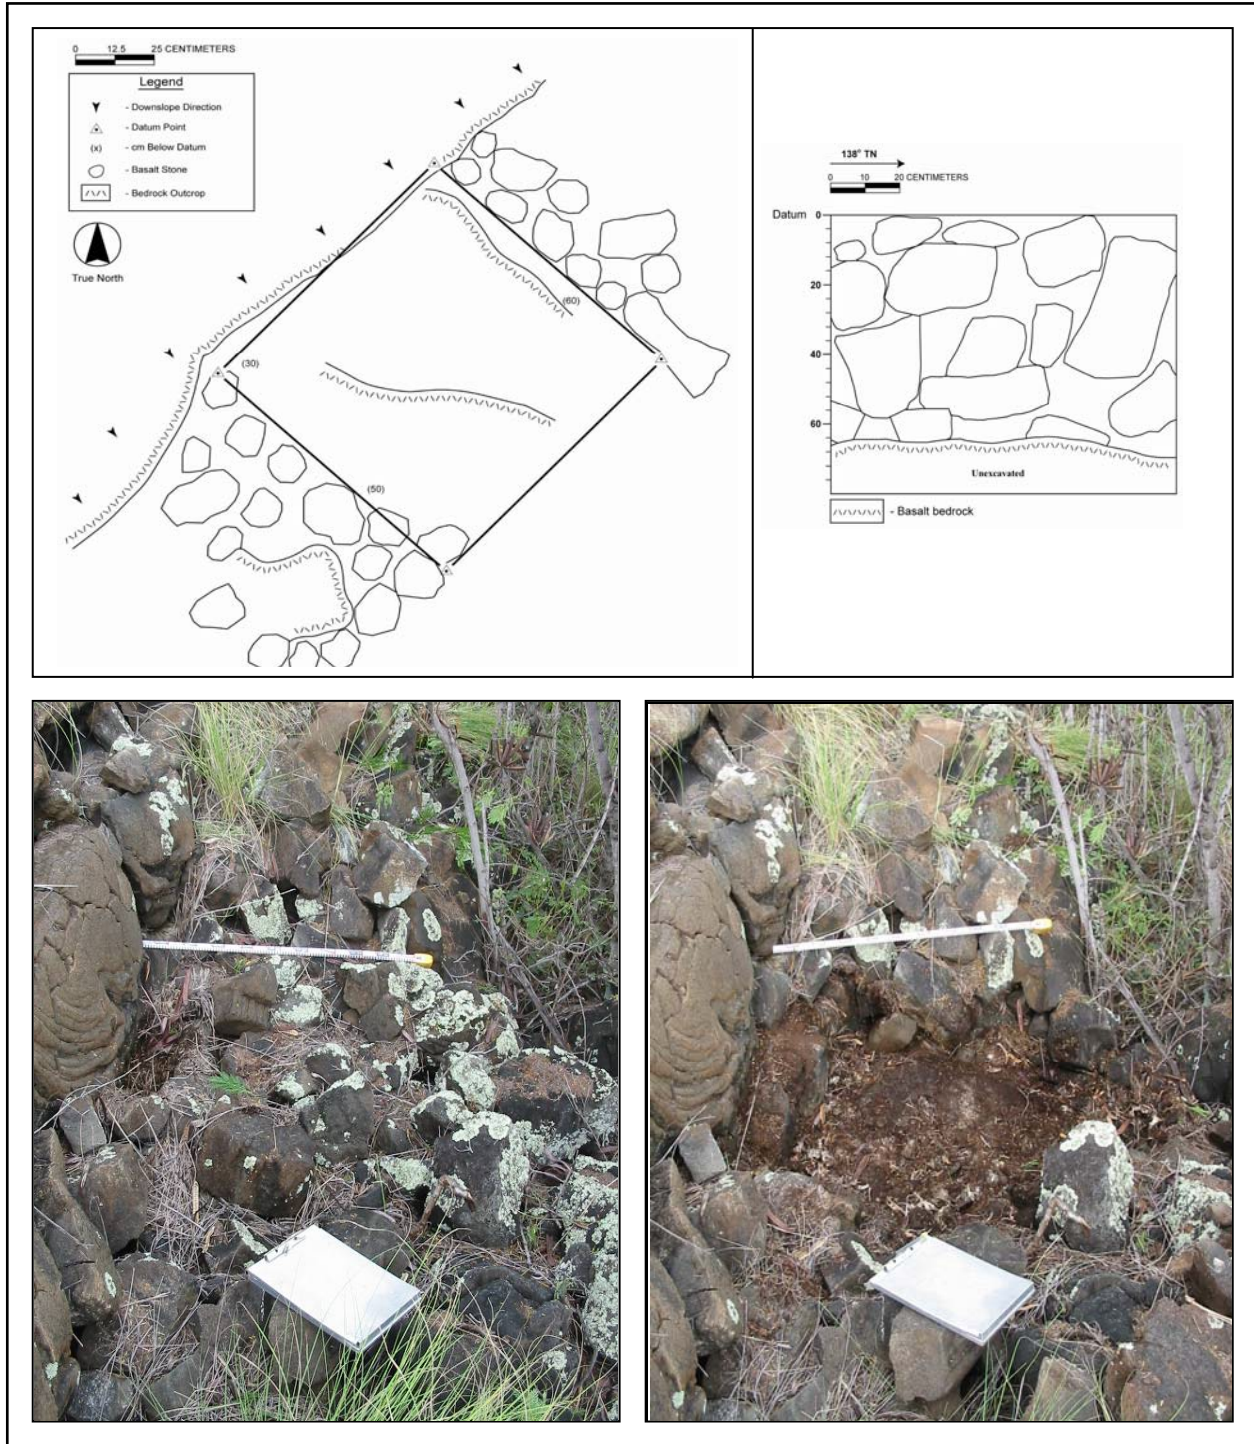 0 12.5 25 CENTIMETERS
Legend
- Downslope Direction
- Datum Point
(x) - cm Below Datum
- Basalt Stone
- Bedrock Outcrop
True North
(60)
(30)
(50)
138° TN
0 10 20 CENTIMETERS
Datum 0
20
40
60
Unexcavated
- Basalt bedrock